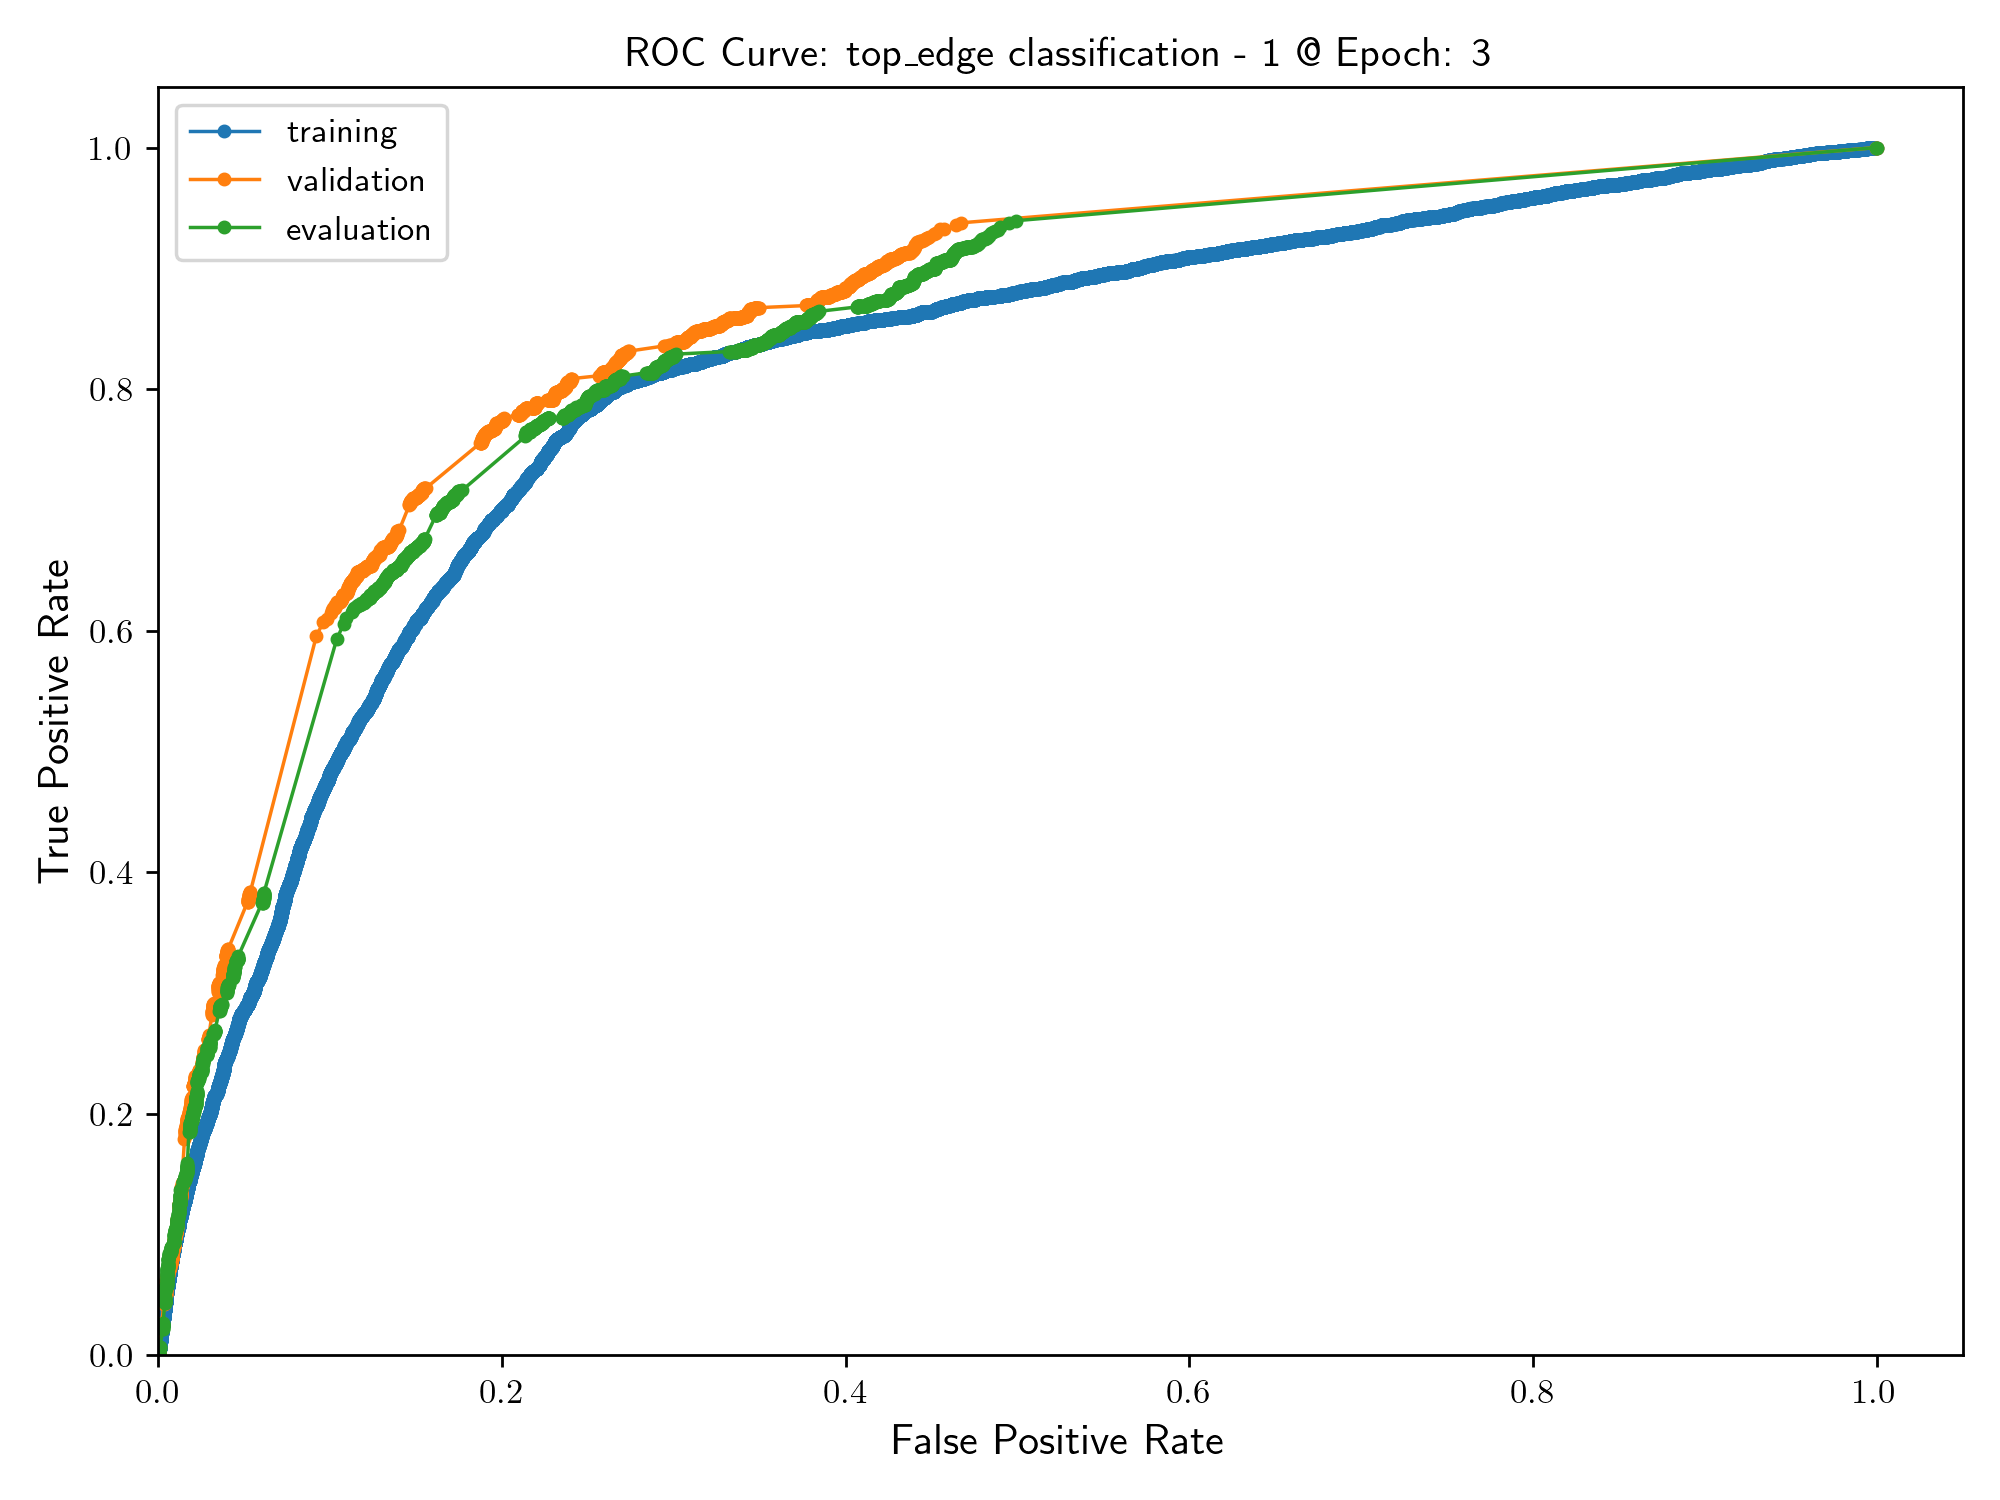 ROC Curve: top_edge classification - 1 @ Epoch: 3
training
validation
evaluation
True Positive Rate
1.0
0.8
0.6
0.4
0.2
0.0
0.0 0.2 0.4 0.6 0.8 1.0
False Positive Rate